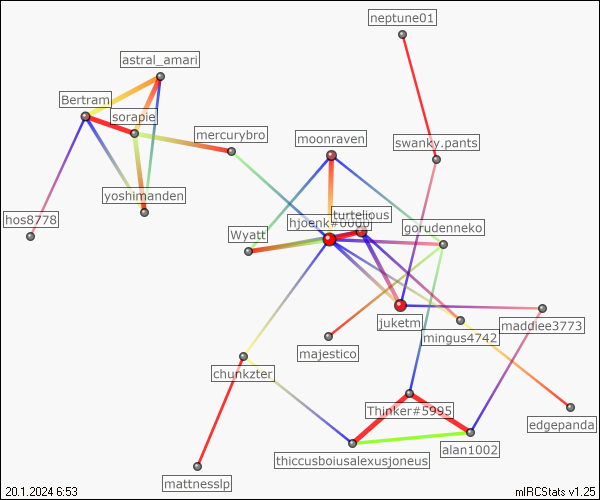 neptune01
astral_amari
Bertram
sorapie
mercurybro
moonraven
swanky.pants
yoshimanden
hos8778
turtelious
hjoenk#0000
gorudenneko
Wyatt
juketm
maddiee3773
mingus4742
majestico
chunkzter
Thinker#5995
edgepanda
alan1002
thiccusboiusalexusjoneus
mattnesslp
20.1.2024 6:53
mIRCStats v1.25